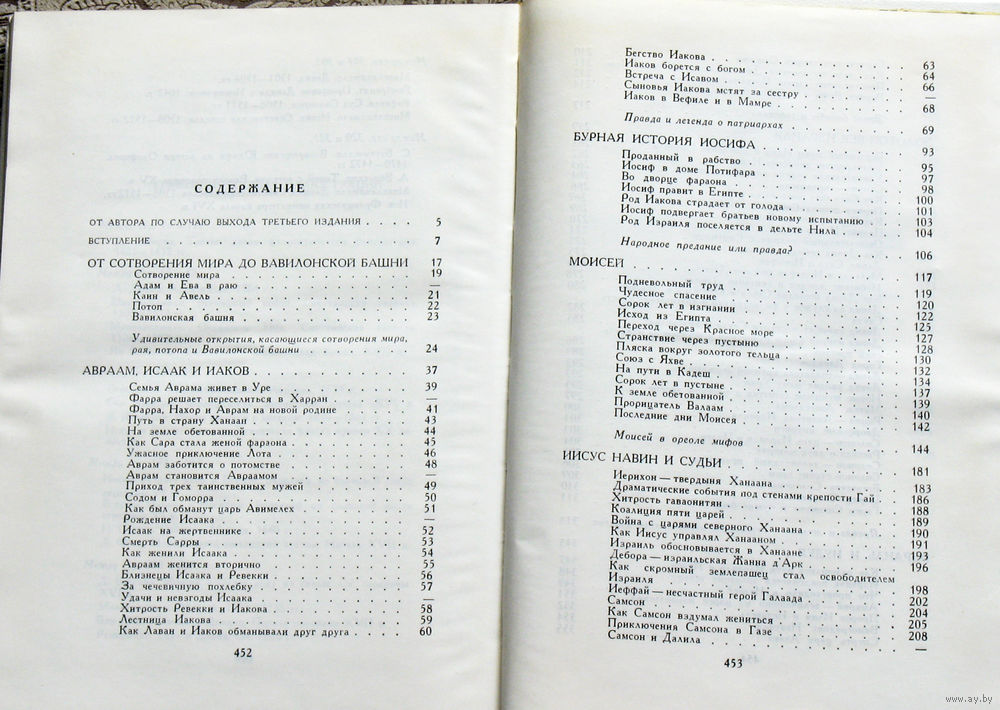 СОДЕРЖАНИЕ
ОТ АВТОРА ПО СЛУЧАЮ ВЫХОДА ТРЕТЬЕГО ИЗДАНИЯ . . . . 5
ВСТУПЛЕНИЕ . . . . 7
ОТ СОТВОРЕНИЯ МИРА ДО ВАВИЛОНСКОЙ БАШНИ 17
Сотворение мира . . . . 19
Адам и Ева в раю . . . . —
Каин и Авель . . . . 21
Потоп . . . . 22
Вавилонская башня . . . . 23
Удивительные открытия, касающиеся сотворения мира,
рая, потопа и Вавилонской башни . . . . 24
АВРААМ, ИСААК И ИАКОВ . . . . 37
Семья Аврама живет в Уре . . . . 39
Фарра решает переселиться в Харран . . . . —
Фарра, Нахор и Аврам на новой родине . . . . 41
Путь в страну Ханаан . . . . 43
На земле обетованной . . . . 44
Как Сара стала женой фараона . . . . 45
Ужасное приключение Лота . . . . 46
Аврам заботится о потомстве . . . . 48
Аврам становится Авраамом . . . . —
Приход трех таинственных мужей . . . . 49
Содом и Гоморра . . . . 50
Как был обманут царь Авимелех . . . . 51
Рождение Исаака . . . . —
Исаак на жертвеннике . . . . 52
Смерть Сарры . . . . 53
Как женили Исаака . . . . 54
Авраам женится вторично . . . . 55
Близнецы Исаака и Ревекки . . . . 56
За чечевичную похлебку . . . . 57
Удачи и невзгоды Исаака . . . . —
Хитрость Ревекки и Иакова . . . . 58
Лестница Иакова . . . . 59
Как Лаван и Иаков обманывали друг друга . . . . 60
452
Бегство Иакова . . . . 63
Иаков борется с богом . . . . 64
Встреча с Исавом . . . . 66
Сыновья Иакова мстят за сестру . . . . —
Иаков в Вефиле и в Мамре . . . . 68
Правда и легенда о патриархах . . . . 69
БУРНАЯ ИСТОРИЯ ИОСИФА . . . . 93
Проданный в рабство . . . . 95
Иосиф в доме Потифара . . . . 97
Во дворце фараона . . . . 98
Иосиф правит в Египте . . . . 100
Род Иакова страдает от голода . . . . 101
Иосиф подвергает братьев новому испытанию . . . . 103
Род Израиля поселяется в дельте Нила . . . . 104
Народное предание или правда? . . . . 106
МОИСЕЙ . . . . 117
Подневольный труд . . . . 119
Чудесное спасение . . . . 120
Сорок лет в изгнании . . . . 122
Исход из Египта . . . . 125
Переход через Красное море . . . . 127
Странствие через пустыню . . . . 128
Пляска вокруг золотого тельца . . . . 130
Союз с Яхве . . . . 132
На пути в Кадеш . . . . 134
Сорок лет в пустыне . . . . 137
К земле обетованной . . . . 139
Прорицатель Валаам . . . . 140
Последние дни Моисея . . . . 142
Моисей в ореоле мифов . . . . 144
ИИСУС НАВИН И СУДЬИ . . . . 181
Иерихон — твердыня Ханаана . . . . 183
Драматические события под стенами крепости Гай . . 186
Хитрость гаваонитян . . . . 188
Коалиция пяти царей . . . . 189
Война с царями северного Ханаана . . . . 190
Как Иисус управлял Ханааном . . . . 191
Израиль обосновывается в Ханаане . . . . 193
Дебора — израильская Жанна д'Арк . . . . 196
Как скромный землепашец стал освободителем
Израиля . . . . 198
Иеффай — несчастный герой Галаада . . . . 202
Самсон . . . . 204
Как Самсон вздумал жениться . . . . 205
Приключения Самсона в Газе . . . . 208
Самсон и Далила . . . . —
453
www.ay.by